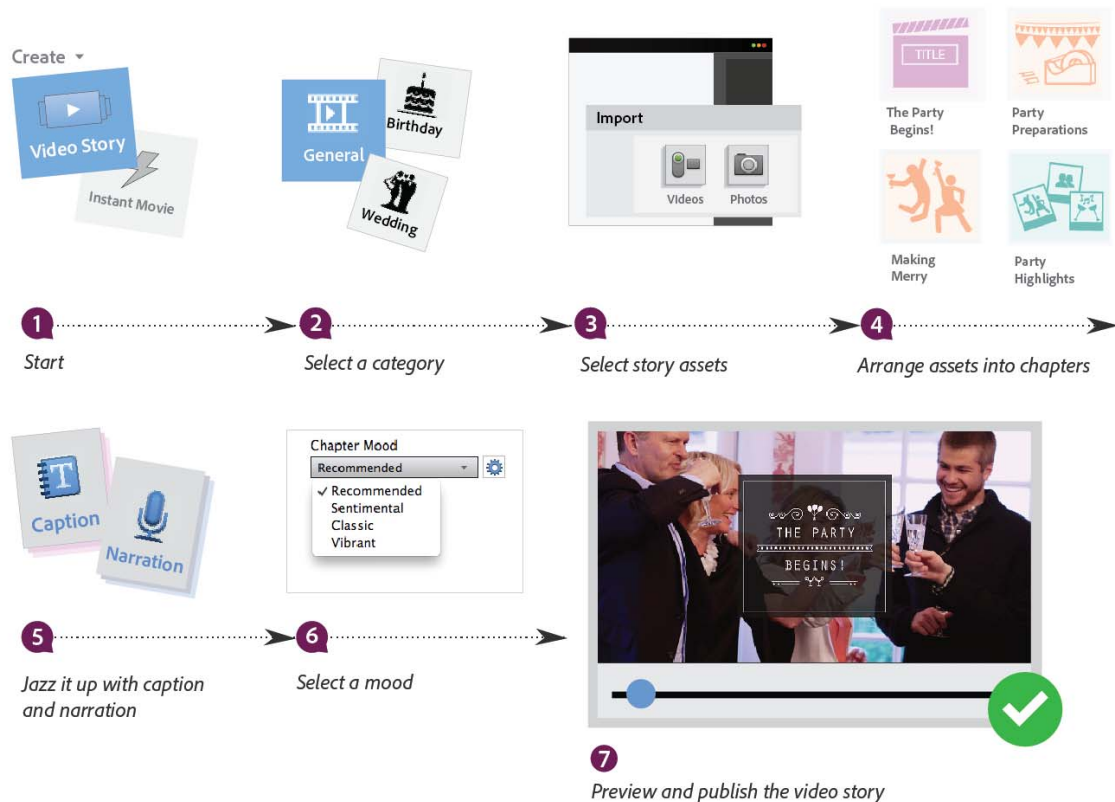 Create
Video Story
Instant Movie
General
Birthday
Wedding
Import
Videos
Photos
TITLE
The Party
Begins!
Party
Preparations
Making
Merry
Party
Highlights
1
Start
2
Select a category
3
Select story assets
4
Arrange assets into chapters
T
Caption
Narration
Chapter Mood
Recommended
Recommended
Sentimental
Classic
Vibrant
THE PARTY
BEGINS!
5
Jazz it up with caption
and narration
6
Select a mood
7
Preview and publish the video story